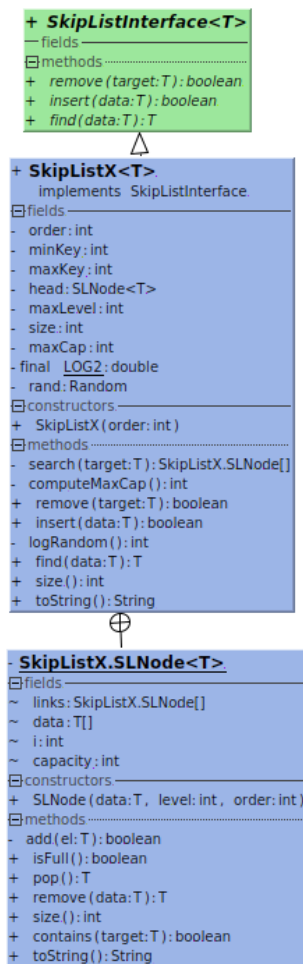 + SkipListInterface<T>
fields
methods
+ remove(target:T):boolean
+ insert(data:T):boolean
+ find(data:T):T
+ SkipListX<T>
implements SkipListInterface
fields
- order:int
- minKey:int
- maxKey:int
- head:SLNode<T>
- maxLevel:int
- size:int
- maxCap:int
- final LOG2:double
- rand:Random
constructors
+ SkipListX(order:int)
methods
- search(target:T):SkipListX.SLNode[]
- computeMaxCap():int
+ remove(target:T):boolean
+ insert(data:T):boolean
- logRandom():int
+ find(data:T):T
+ size():int
+ toString():String
- SkipListX.SLNode<T>
fields
~ links:SkipListX.SLNode[]
~ data:T[]
~ i:int
~ capacity:int
constructors
+ SLNode(data:T, level:int, order:int)
methods
- add(el:T):boolean
+ isFull():boolean
+ pop():T
+ remove(data:T):T
+ size():int
+ contains(target:T):boolean
+ toString():String